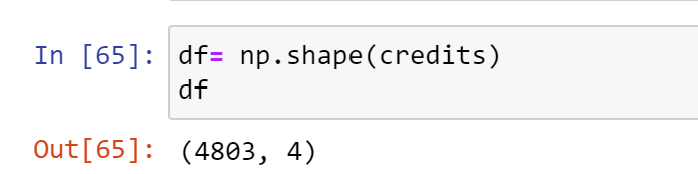 In [65]: df= np.shape(credits)
df
Out[65]: (4803, 4)